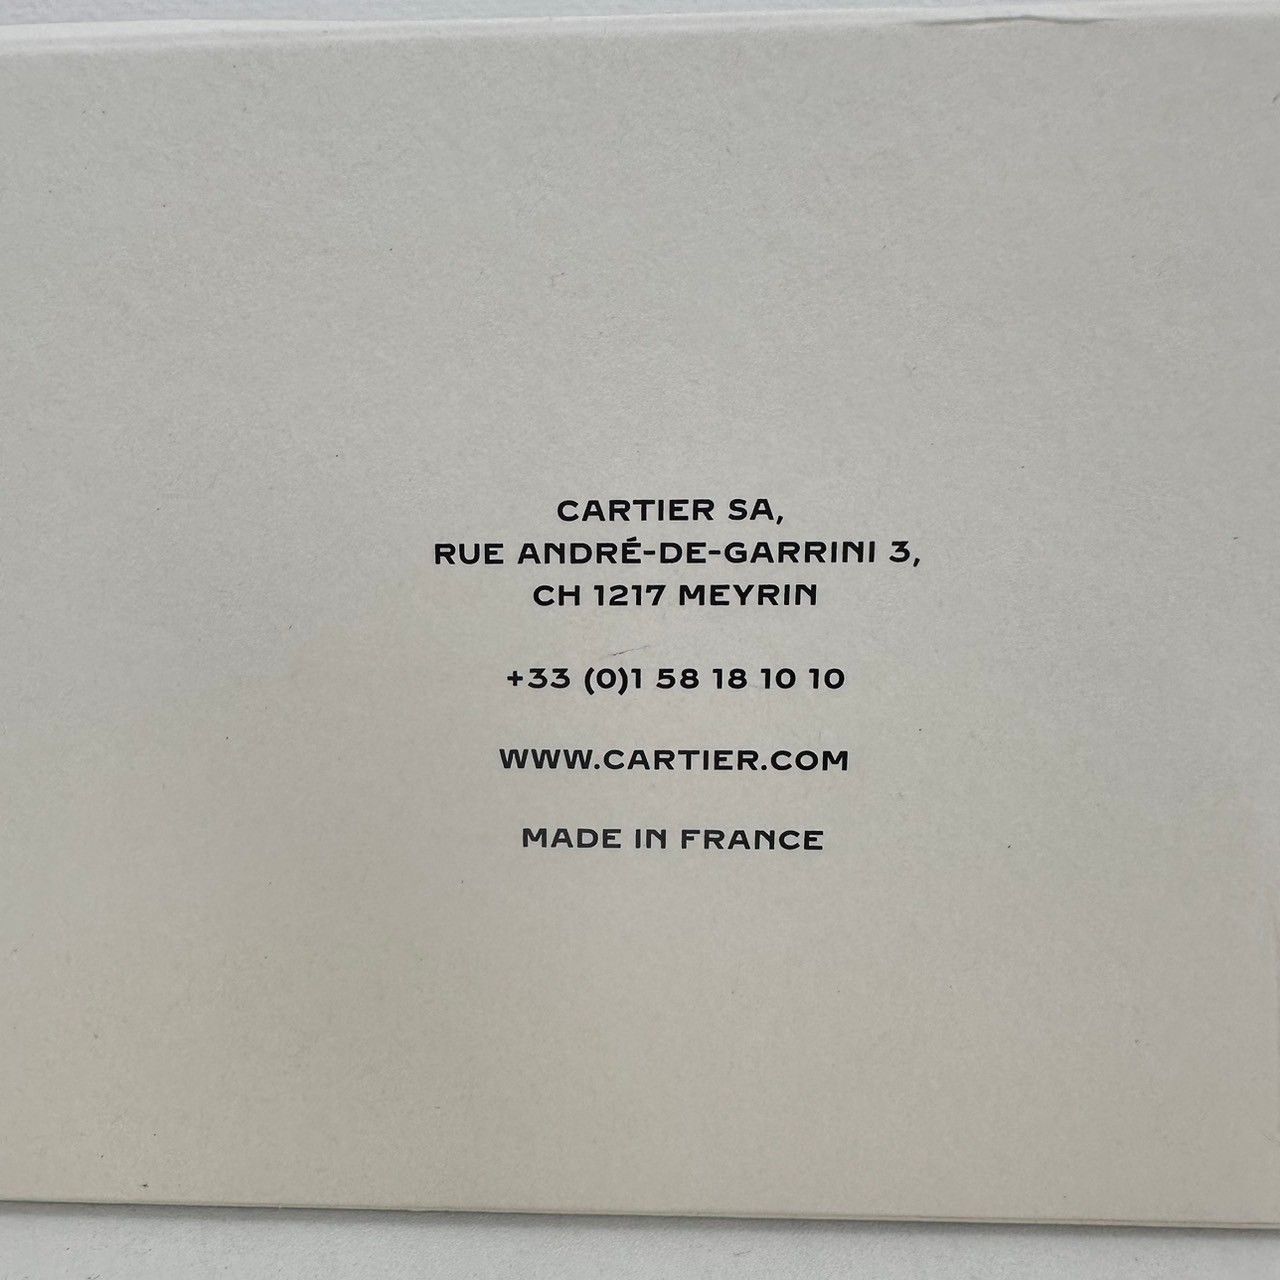 CARTIER SA,
RUE ANDRÉ-DE-GARRINI 3,
CH 1217 MEYRIN
+33 (0)1 58 18 10 10
WWW.CARTIER.COM
MADE IN FRANCE